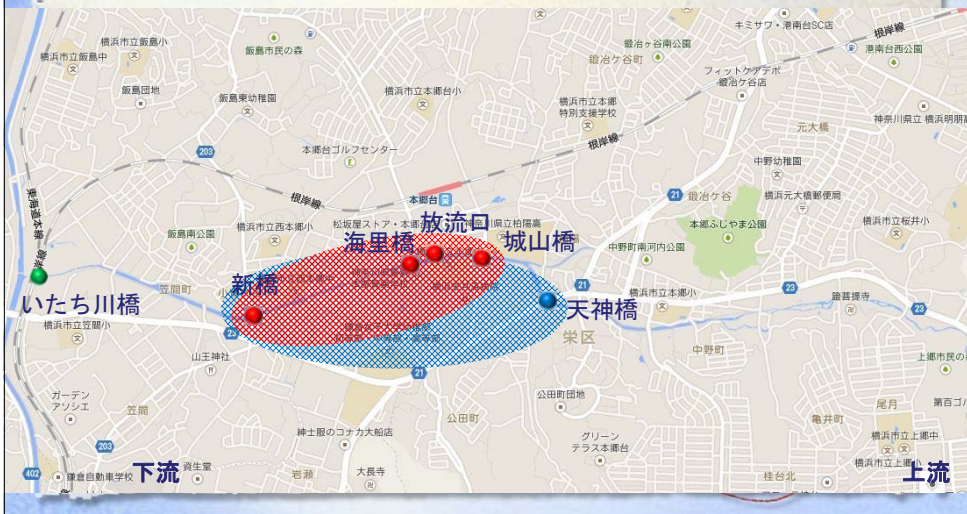 キミサワ・港南台SC店
根岸線
横浜市立飯島小
横浜市立飯島中
飯島市民の森
鍛冶ケ谷南公園
鍛冶ケ谷町
港南台西公園
飯島団地
飯島東幼稚園
横浜市立本郷台小
フィットケアデポ
鍛冶ケ谷店
横浜市立本郷
特別支援学校
元大橋
神奈川県立 横浜明朋高
203
本郷台ゴルフセンター
根岸線
中野幼稚園
東海道本線
根岸線
本郷台
21
鍛冶ケ谷
横浜元大橋郵便局
飯島南公園
横浜市立西本郷小
松坂屋ストア・本郷
神奈川県立柏陽高
放流口
海里橋
城山橋
本郷ふじやま公園
横浜市立桜井小
中野町南河内公園
新橋
いたち川橋
笠間町
天神橋
21
横浜市立本郷小
23
證菩提寺
横浜市立笠間小
23
栄区
山王神社
中野町
上郷市民の
21
ガーデン
アソシエ
笠間
公田町
公田町団地
尾月
第百ゴル
亀井町
紳士服のコナカ大船店
グリーン
テラス本郷台
横浜市立上郷中
203
402
鎌倉自動車学校
下流
資生堂
岩瀬
大長寺
桂台北
横浜市立上郷小
上流